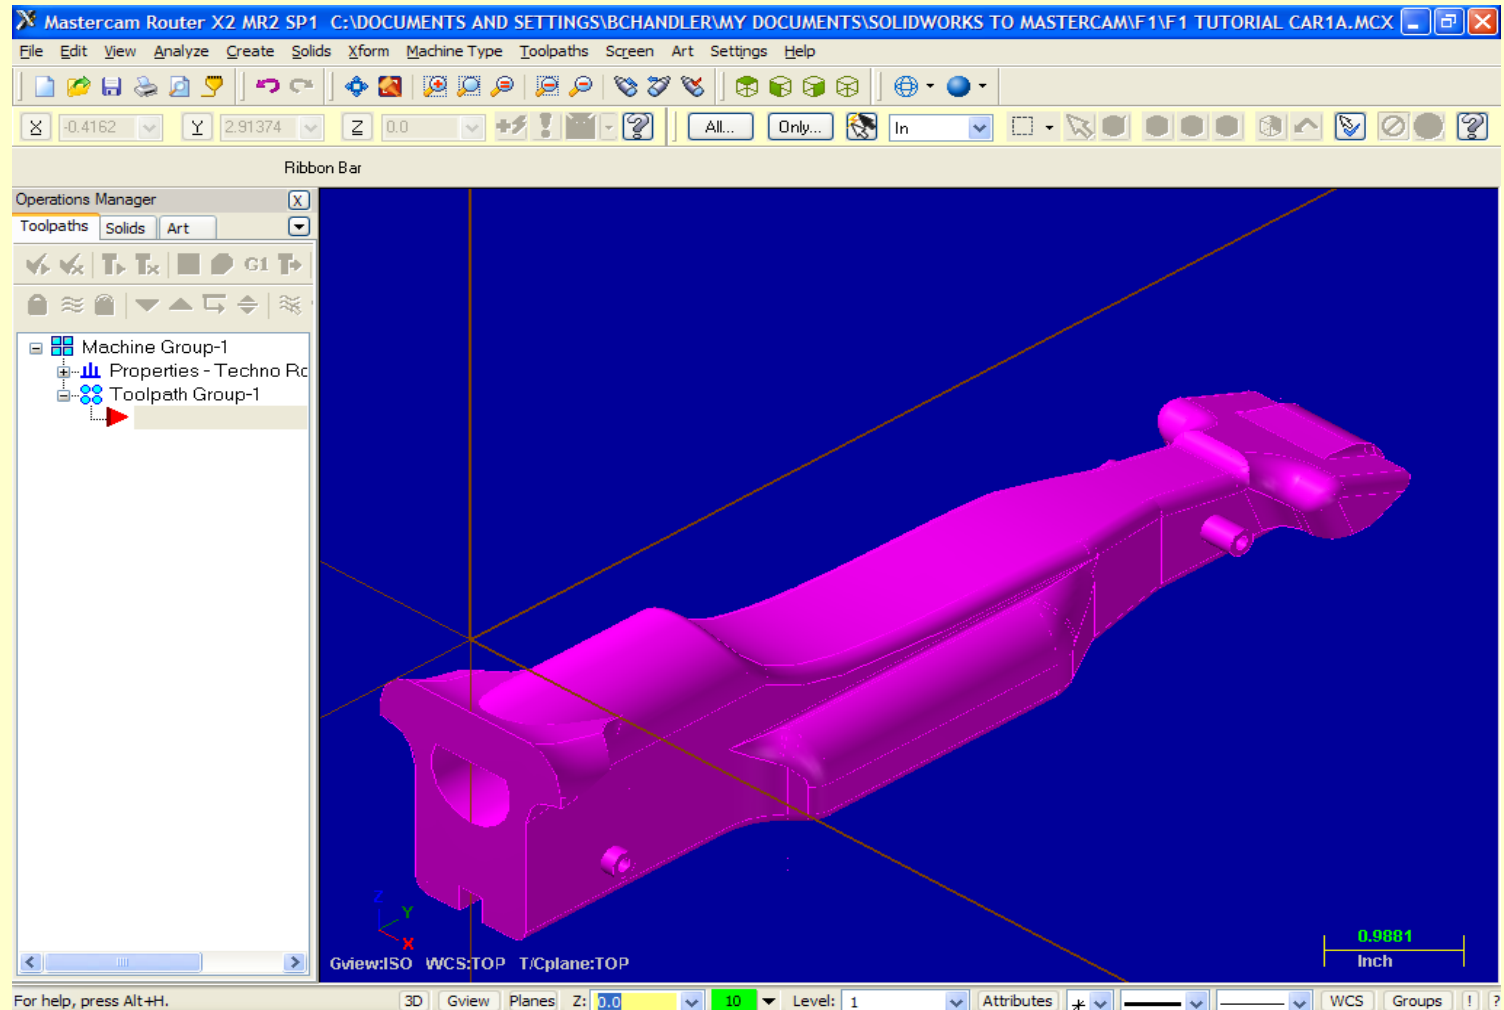 Mastercam Router X2 MR2 SP1 C:\DOCUMENTS AND SETTINGS\BCHANDLER\MY DOCUMENTS\SOLIDWORKS TO MASTERCAM\F1\F1 TUTORIAL CAR1A.MCX
File Edit View Analyze Create Solids Xform Machine Type Toolpaths Screen Art Settings Help
X -0.4162 Y 2.91374 Z 0.0 All... Only... In
Ribbon Bar
Operations Manager X
Toolpaths Solids Art
G1
Machine Group-1
Properties - Techno Rc
Toolpath Group-1
Z
Y
X
0.9881
Inch
Gview:ISO WCS:TOP T/Cplane:TOP
For help, press Alt+H. 3D Gview Planes Z: 0.0 10 Level: 1 Attributes WCS Groups ! ?